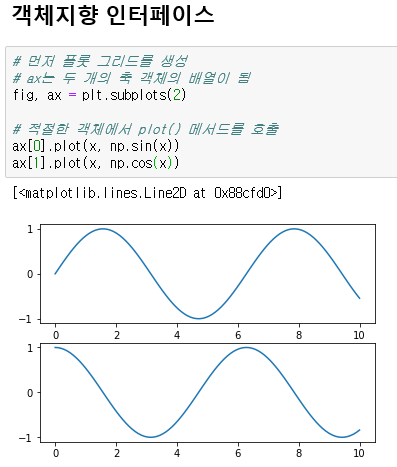 객체지향 인터페이스
# 먼저 플롯 그리드를 생성
# ax는 두 개의 축 객체의 배열이 됨
fig, ax = plt.subplots(2)
# 적절한 객체에서 plot() 메서드를 호출
ax[0].plot(x, np.sin(x))
ax[1].plot(x, np.cos(x))
[<matplotlib.lines.Line2D at 0x88cfd0>]
1
0
−1
0 2 4 6 8 10
1
0
−1
0 2 4 6 8 10